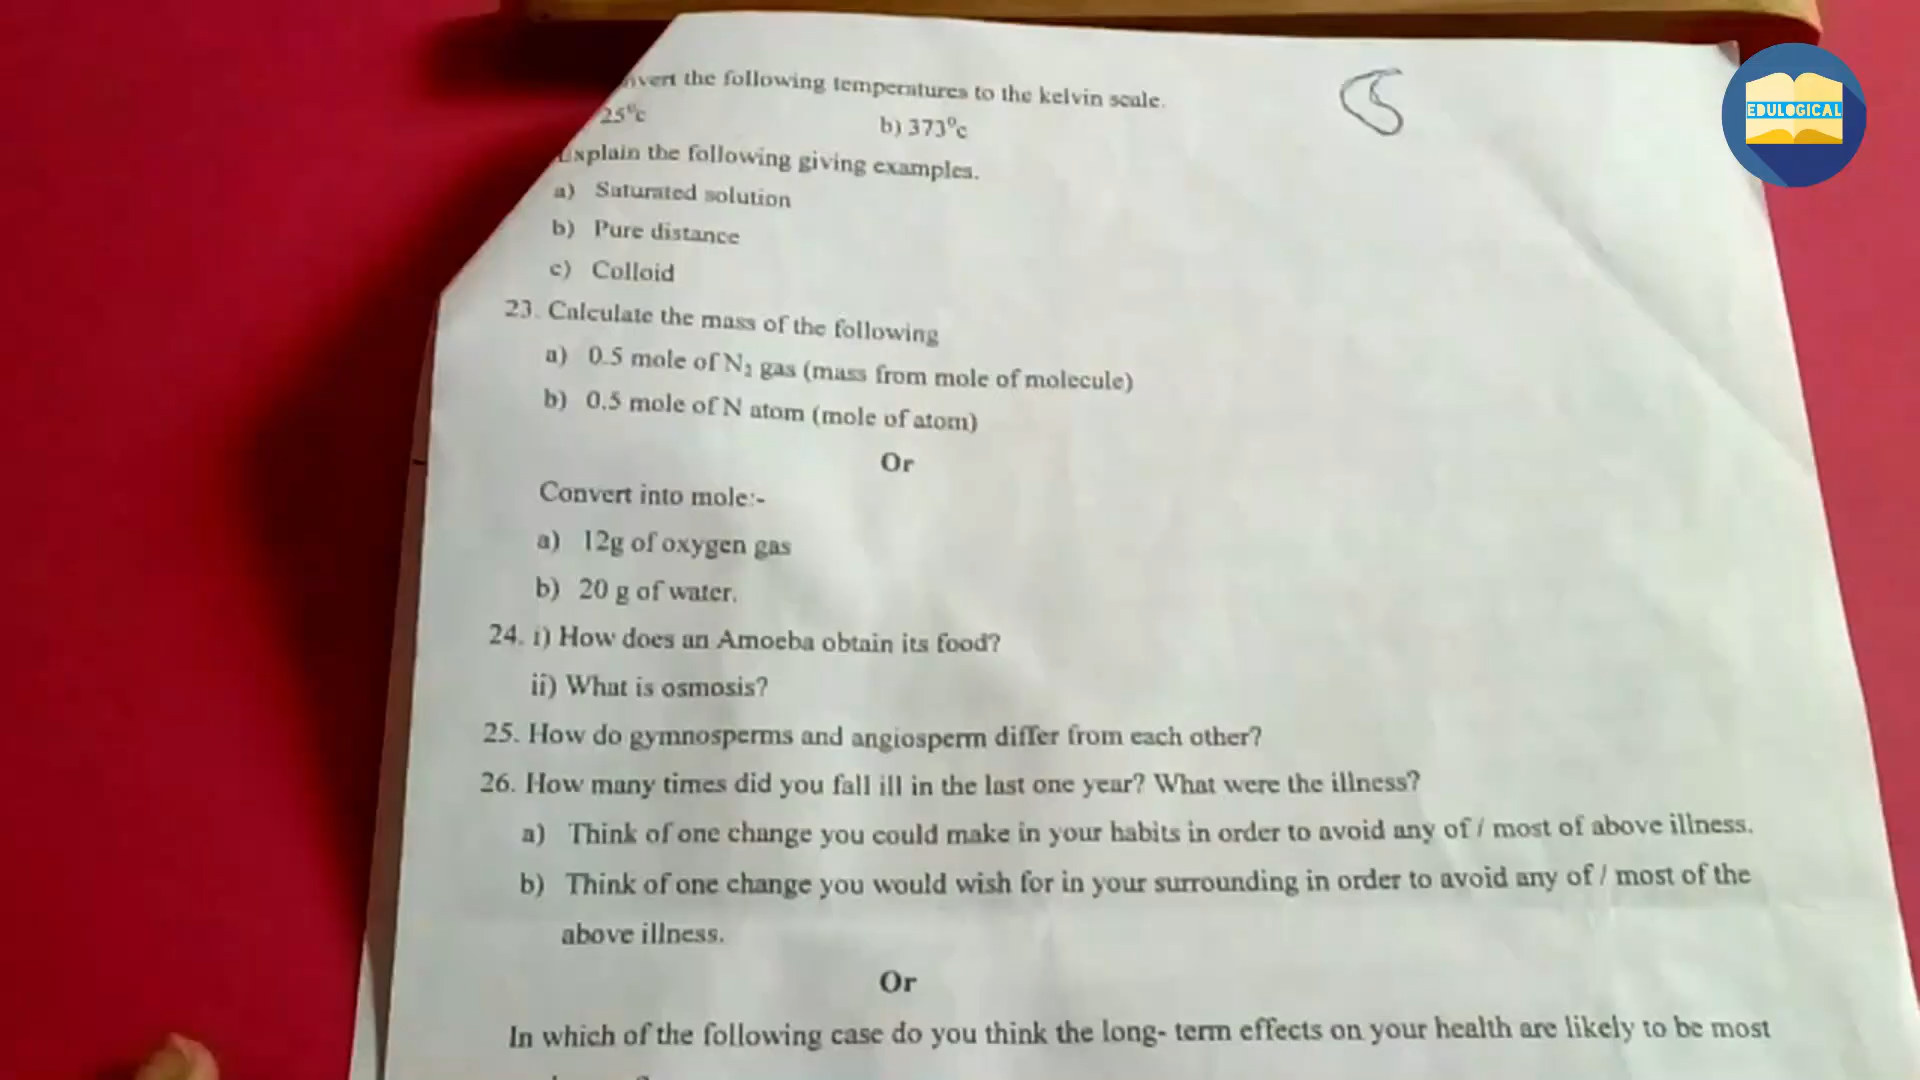 the following temperatures to the kelvin scale.
25⁰c b) 373⁰c
Explain the following giving examples.
a) Saturated solution
b) Pure distance
c) Colloid
23. Calculate the mass of the following
a) 0.5 mole of N₂ gas (mass from mole of molecule)
b) 0.5 mole of N atom (mole of atom)
Or
Convert into mole:-
a) 12g of oxygen gas
b) 20 g of water.
24. i) How does an Amoeba obtain its food?
ii) What is osmosis?
25. How do gymnosperms and angiosperm differ from each other?
26. How many times did you fall ill in the last one year? What were the illness?
a) Think of one change you could make in your habits in order to avoid any of / most of above illness.
b) Think of one change you would wish for in your surrounding in order to avoid any of / most of the
above illness.
Or
In which of the following case do you think the long- term effects on your health are likely to be most
EDULOGICAL